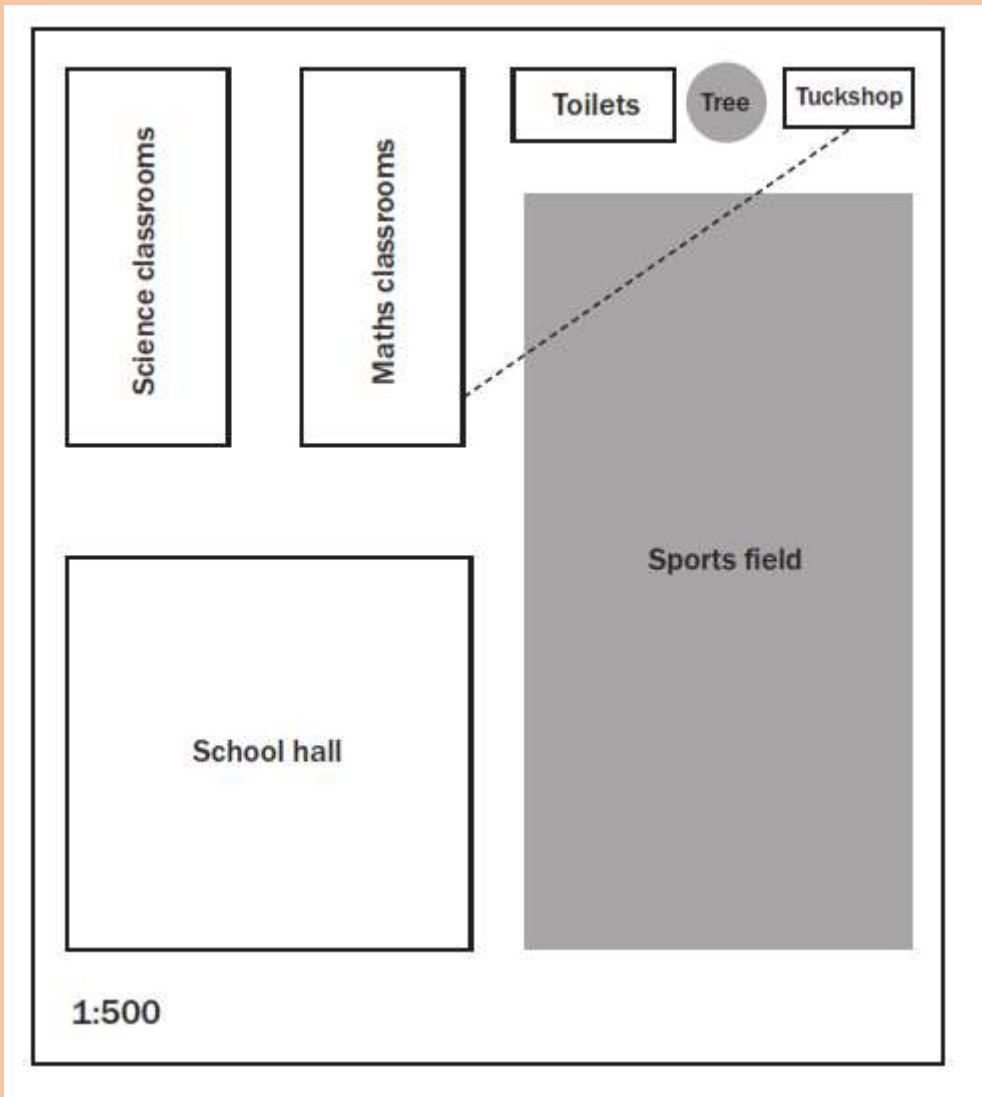 Science classrooms
Maths classrooms
Toilets
Tree
Tuckshop
Sports field
School hall
1:500